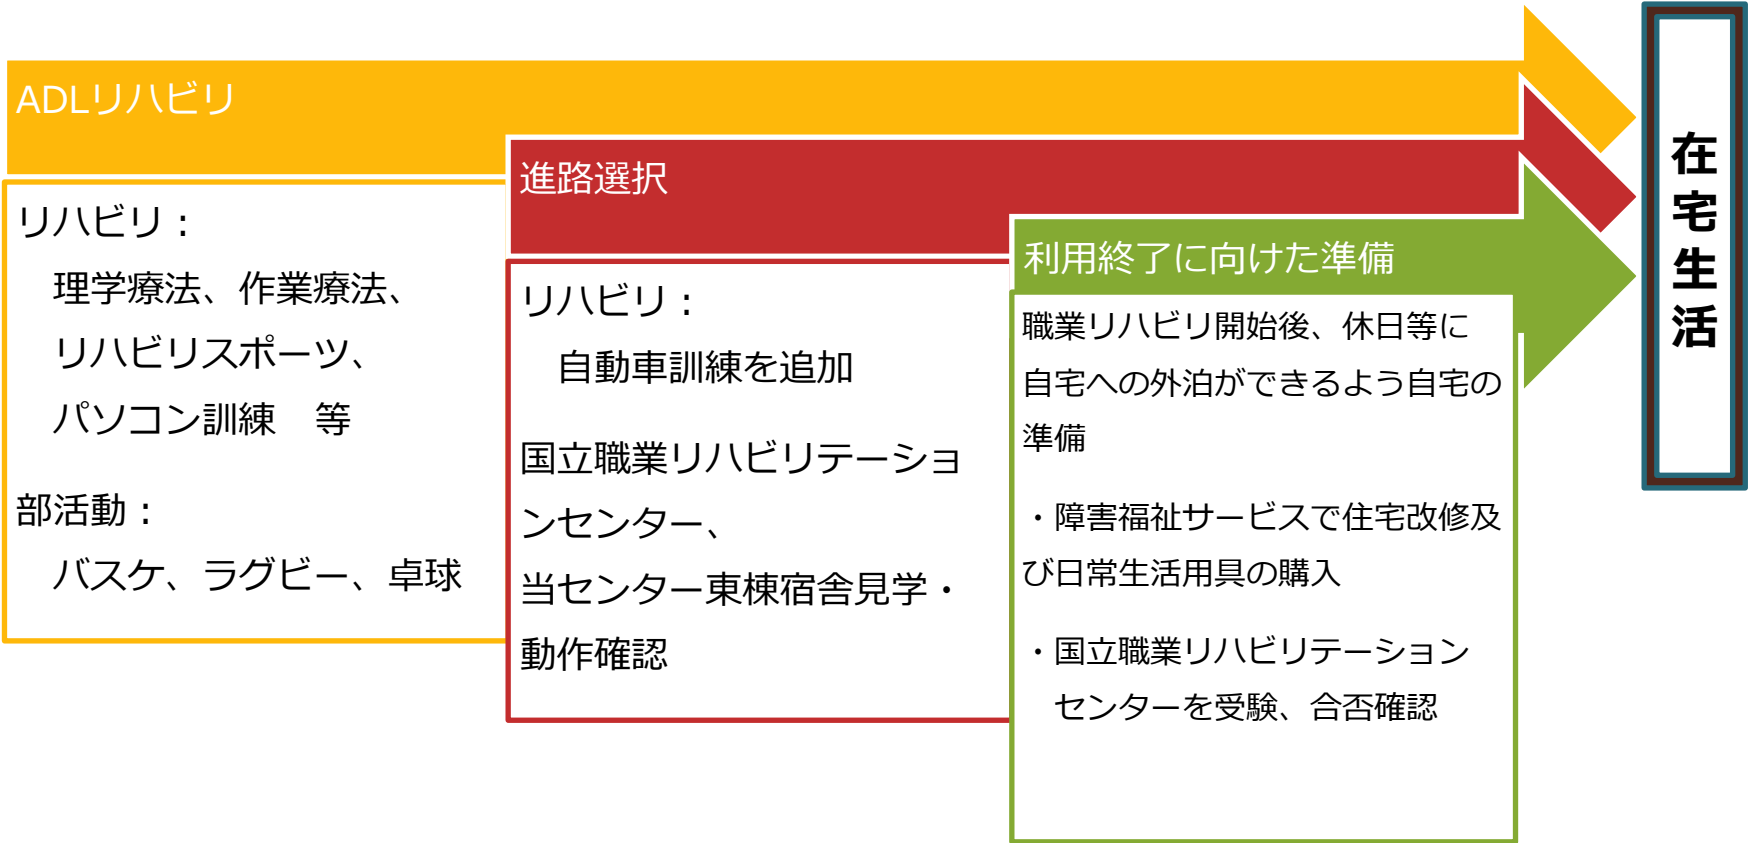 ADLリハビリ
リハビリ：
理学療法、作業療法、
リハビリスポーツ、
パソコン訓練　等
部活動：
バスケ、ラグビー、卓球
進路選択
リハビリ：
自動車訓練を追加
国立職業リハビリテーショ
ンセンター、
当センター東棟宿舎見学・
動作確認
利用終了に向けた準備
職業リハビリ開始後、休日等に
自宅への外泊ができるよう自宅の
準備
・障害福祉サービスで住宅改修及
び日常生活用具の購入
・国立職業リハビリテーション
センターを受験、合否確認
在宅生活